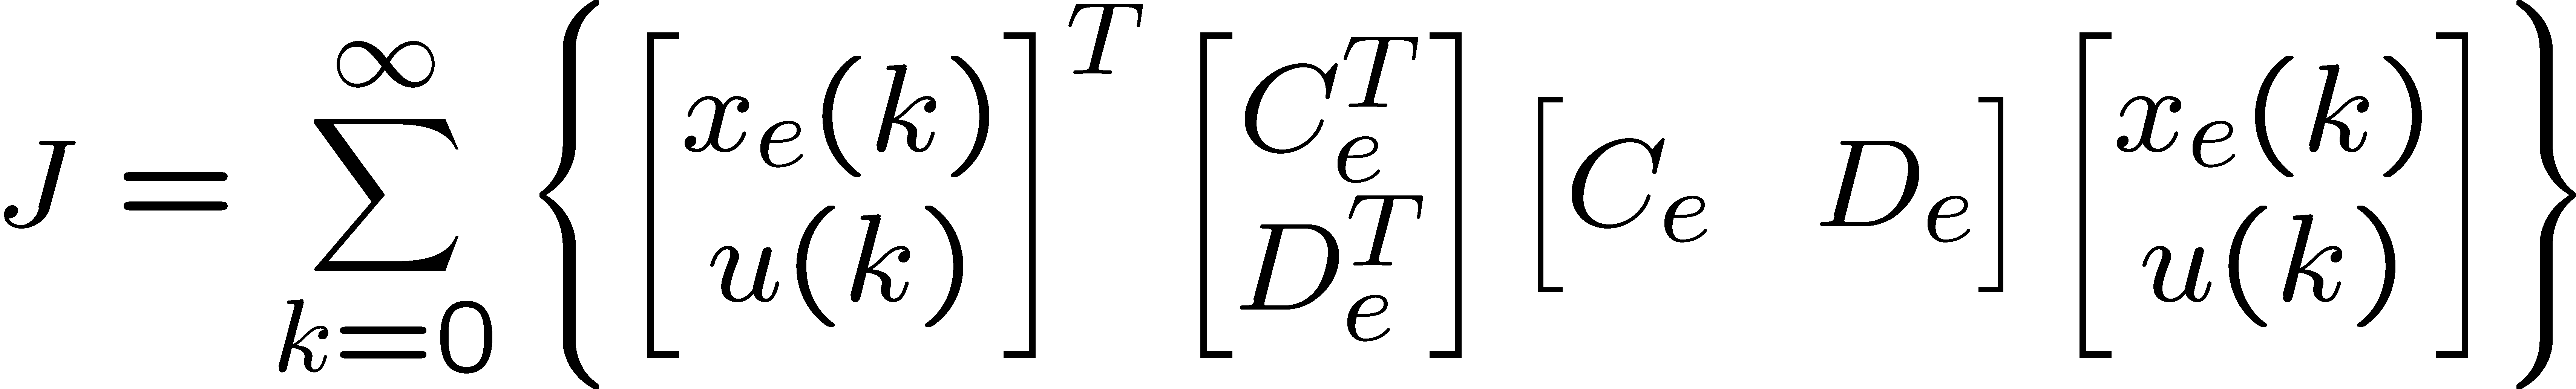 J = \sum_{k=0}^{\infty} \left\{ \begin{bmatrix} x_e(k) \\ u(k) \end{bmatrix}^T \begin{bmatrix} C_e^T \\ D_e^T \end{bmatrix} \begin{bmatrix} C_e & D_e \end{bmatrix} \begin{bmatrix} x_e(k) \\ u(k) \end{bmatrix} \right\}